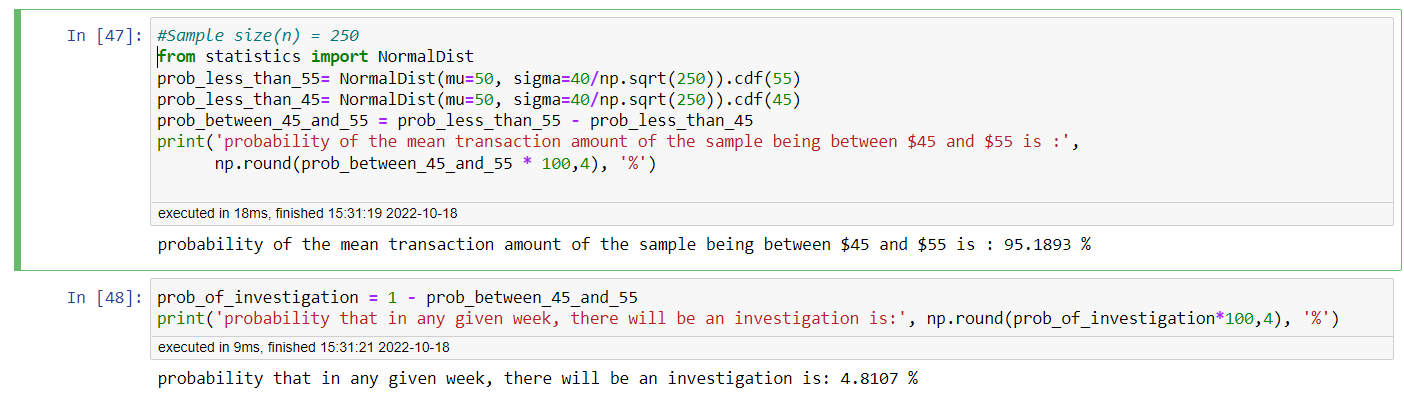 In [47]: #Sample size(n) = 250
from statistics import NormalDist
prob_less_than_55= NormalDist(mu=50, sigma=40/np.sqrt(250)).cdf(55)
prob_less_than_45= NormalDist(mu=50, sigma=40/np.sqrt(250)).cdf(45)
prob_between_45_and_55 = prob_less_than_55 - prob_less_than_45
print('probability of the mean transaction amount of the sample being between $45 and $55 is :',
      np.round(prob_between_45_and_55 * 100,4), '%')
executed in 18ms, finished 15:31:19 2022-10-18
probability of the mean transaction amount of the sample being between $45 and $55 is : 95.1893 %
In [48]: prob_of_investigation = 1 - prob_between_45_and_55
print('probability that in any given week, there will be an investigation is:', np.round(prob_of_investigation*100,4), '%')
executed in 9ms, finished 15:31:21 2022-10-18
probability that in any given week, there will be an investigation is: 4.8107 %